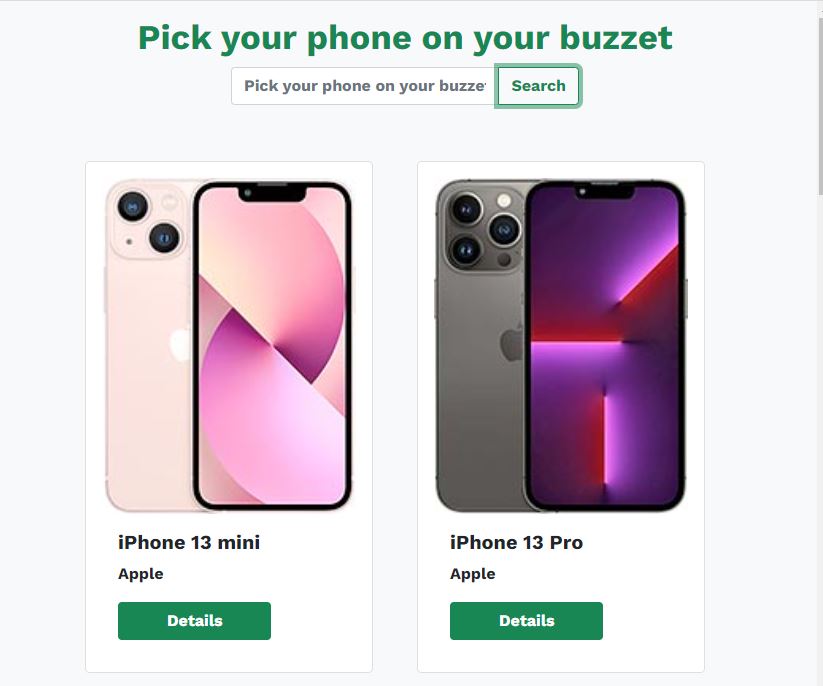 Pick your phone on your buzzet
Pick your phone on your buzze
Search
iPhone 13 mini
iPhone 13 Pro
Apple
Apple
Details
Details